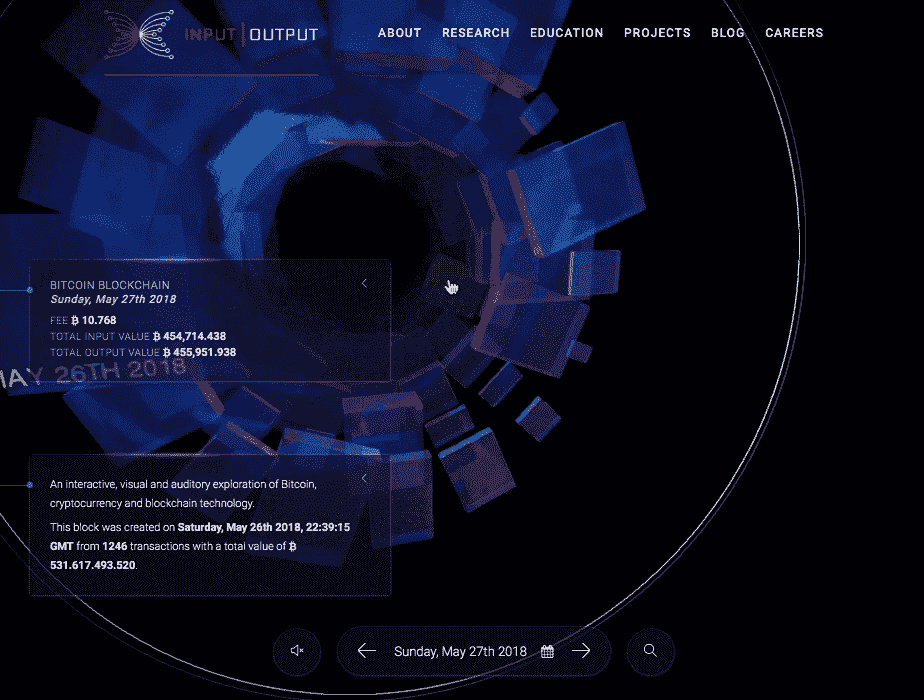 INPUT OUTPUT
ABOUT RESEARCH EDUCATION PROJECTS BLOG CAREERS
BITCOIN BLOCKCHAIN
Sunday, May 27th 2018
FEE ₿ 10.768
TOTAL INPUT VALUE ₿ 454,714.438
TOTAL OUTPUT VALUE ₿ 455,951.938
MAY 26TH 2018
An interactive, visual and auditory exploration of Bitcoin,
cryptocurrency and blockchain technology.
This block was created on Saturday, May 26th 2018, 22:39:15
GMT from 1246 transactions with a total value of ₿
531.617.493.520.
Sunday, May 27th 2018